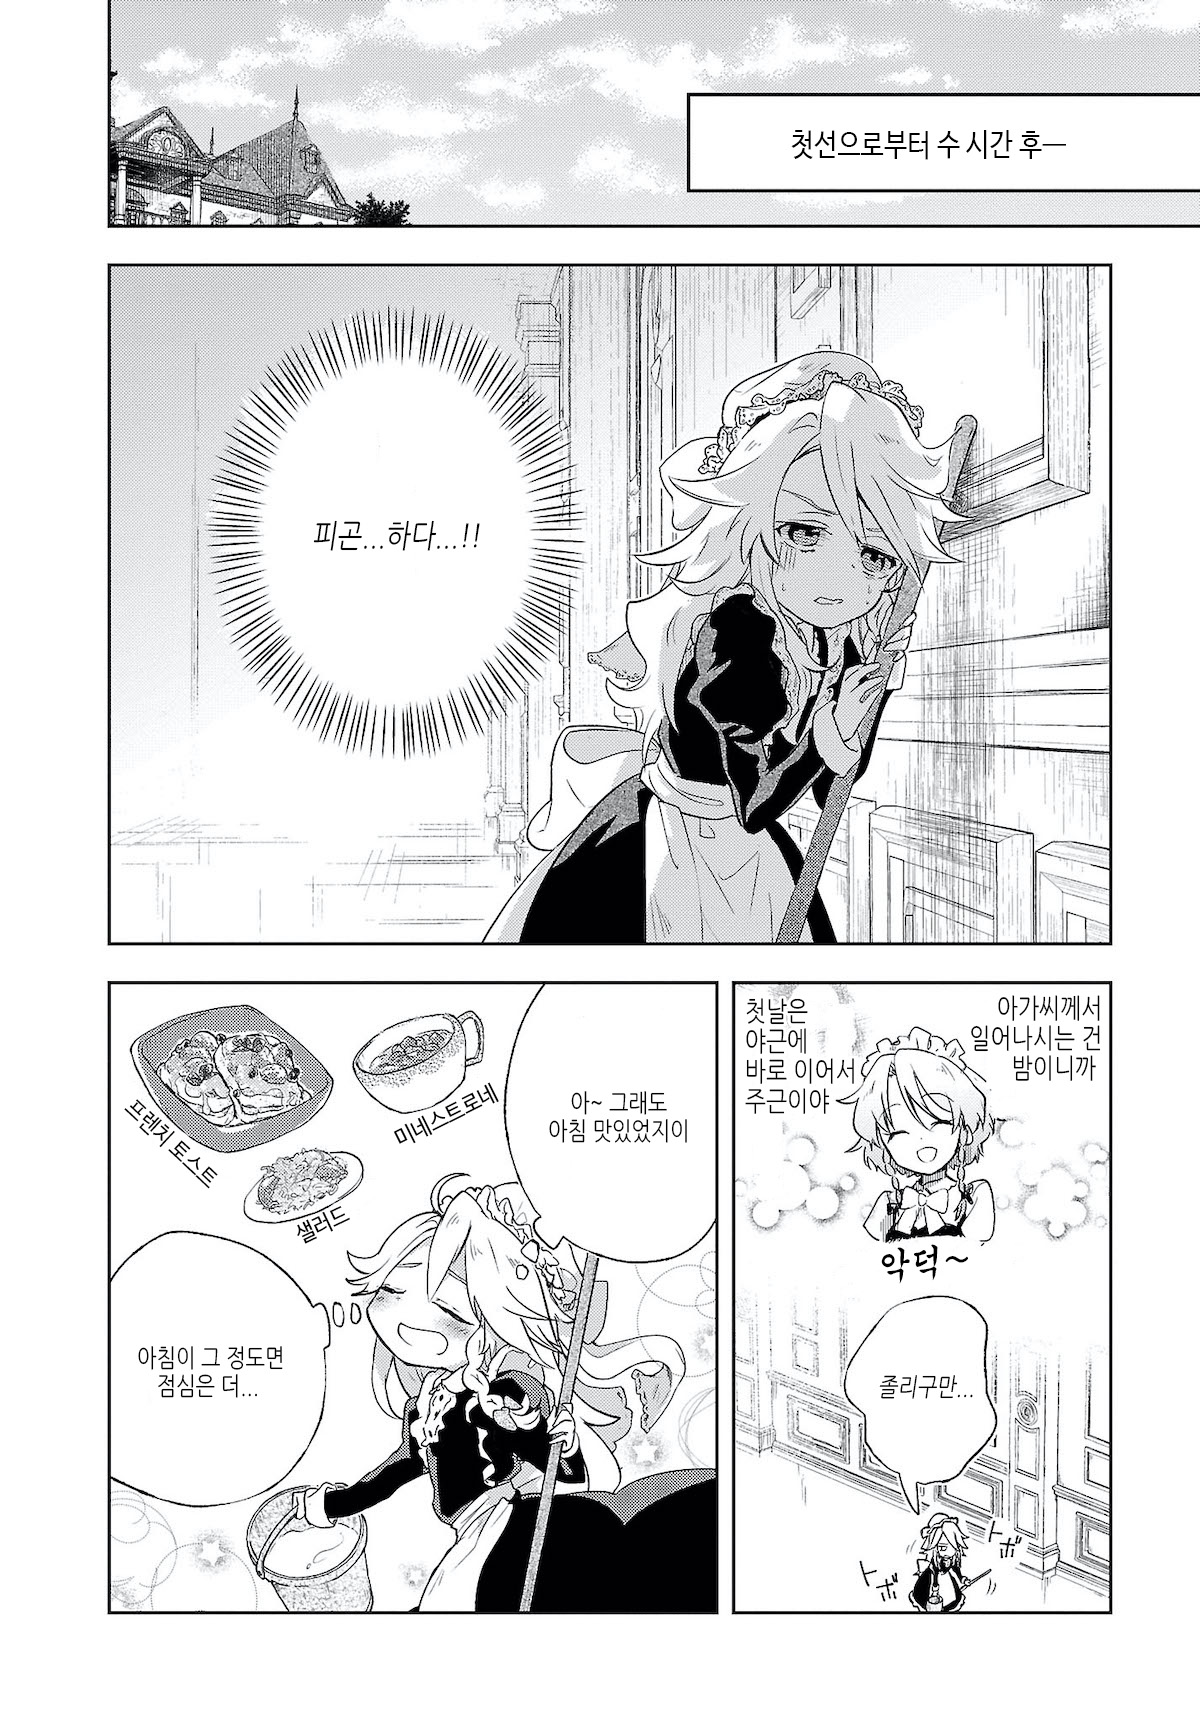 첫선으로부터 수 시간 후―
피곤...하다...!!
아가씨께서
일어나시는 건
밤이니까
첫날은
야근에
바로 이어서
주근이야
악덕~
졸리구만...
トボ
トボ
아~ 그래도
아침 맛있었지이
미네스트로네
프렌치 토스트
샐러드
아침이 그 정도면
점심은 더...